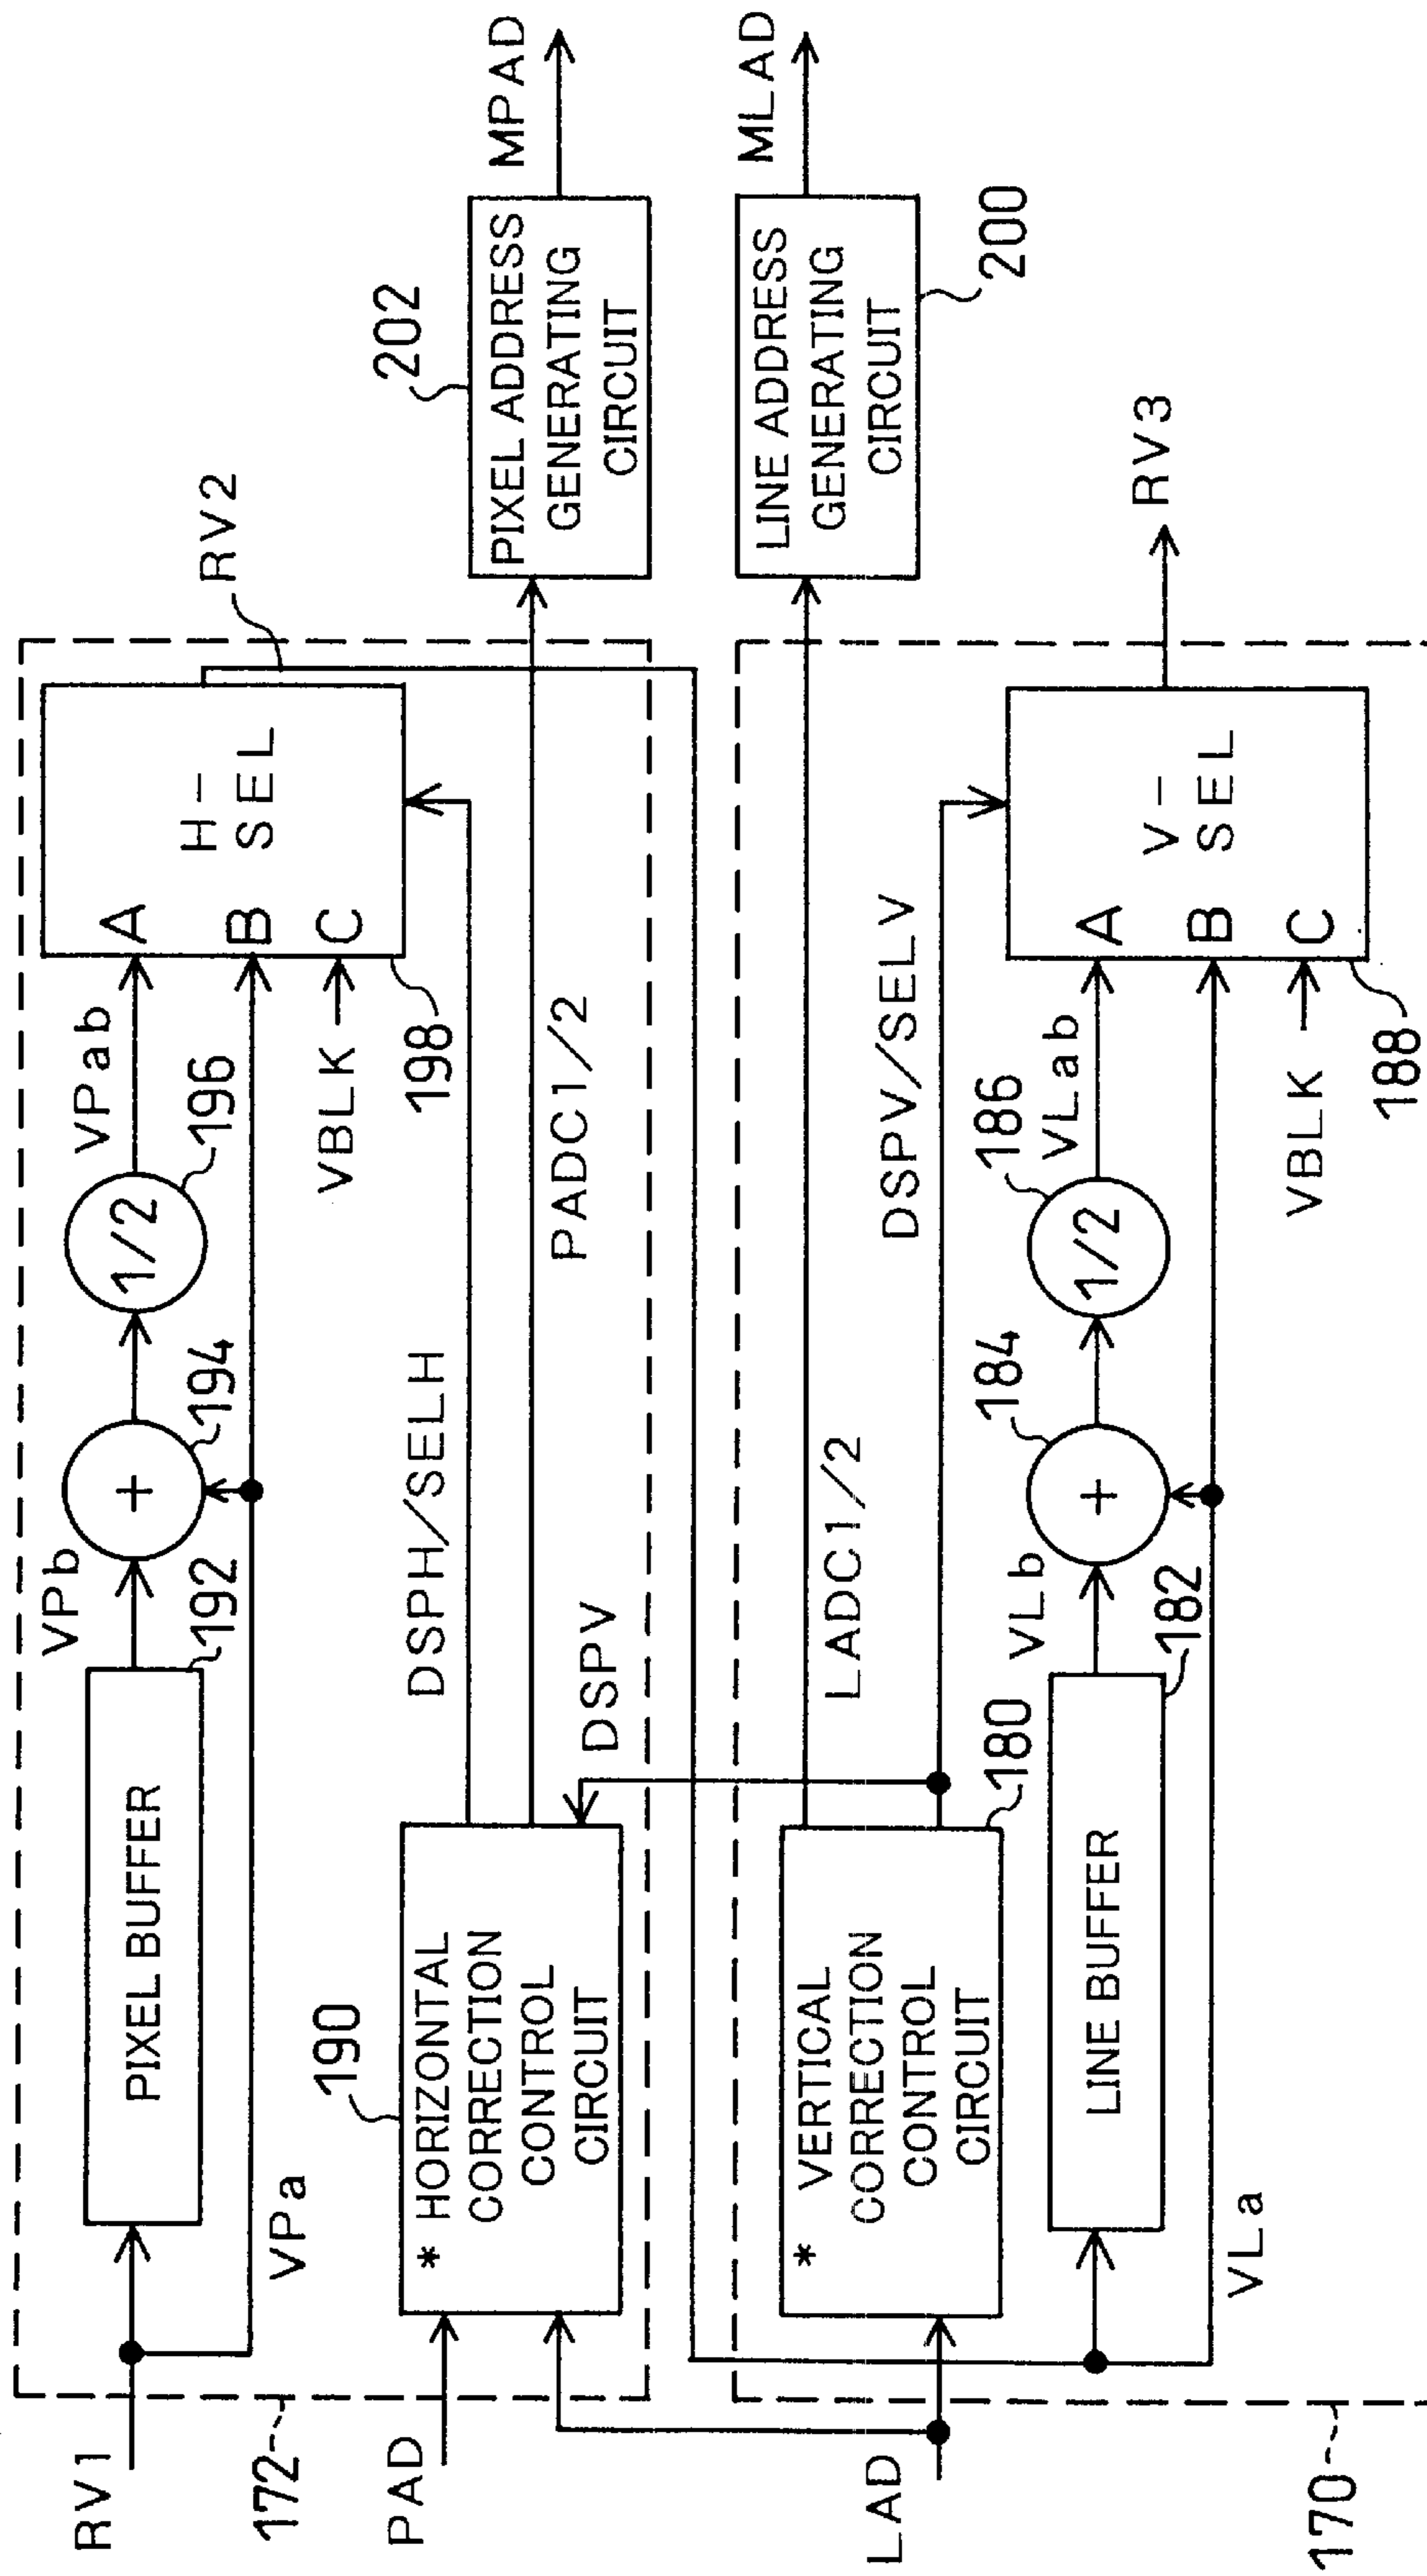 RV1
172
PIXEL BUFFER
192
VPa
VPb
+
194
1/2
196
VPab
A
B
C
H-
SEL
VBLK
198
RV2
PAD
190
* HORIZONTAL
CORRECTION
CONTROL
CIRCUIT
DSPH/SELH
PADC1/2
DSPV
202
PIXEL ADDRESS
GENERATING
CIRCUIT
MPAD
LAD
* VERTICAL
CORRECTION
CONTROL
CIRCUIT
180
LADC1/2
DSPV/SELV
LINE ADDRESS
GENERATING
CIRCUIT
200
MLAD
170
LINE BUFFER
182
VLa
VLb
+
184
1/2
186
VLab
A
B
C
V-
SEL
VBLK
188
RV3